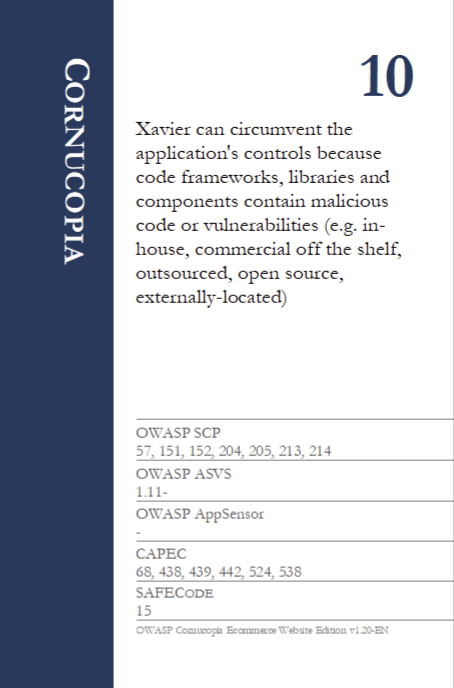 CORNUCOPIA
10
Xavier can circumvent the
application's controls because
code frameworks, libraries and
components contain malicious
code or vulnerabilities (e.g. in-
house, commercial off the shelf,
outsourced, open source,
externally-located)
OWASP SCP
57, 151, 152, 204, 205, 213, 214
OWASP ASVS
1.11-
OWASP AppSensor
-
CAPEC
68, 438, 439, 442, 524, 538
SAFECODE
15
OWASP Cornucopia Ecommerce Website Edition v1.20-EN